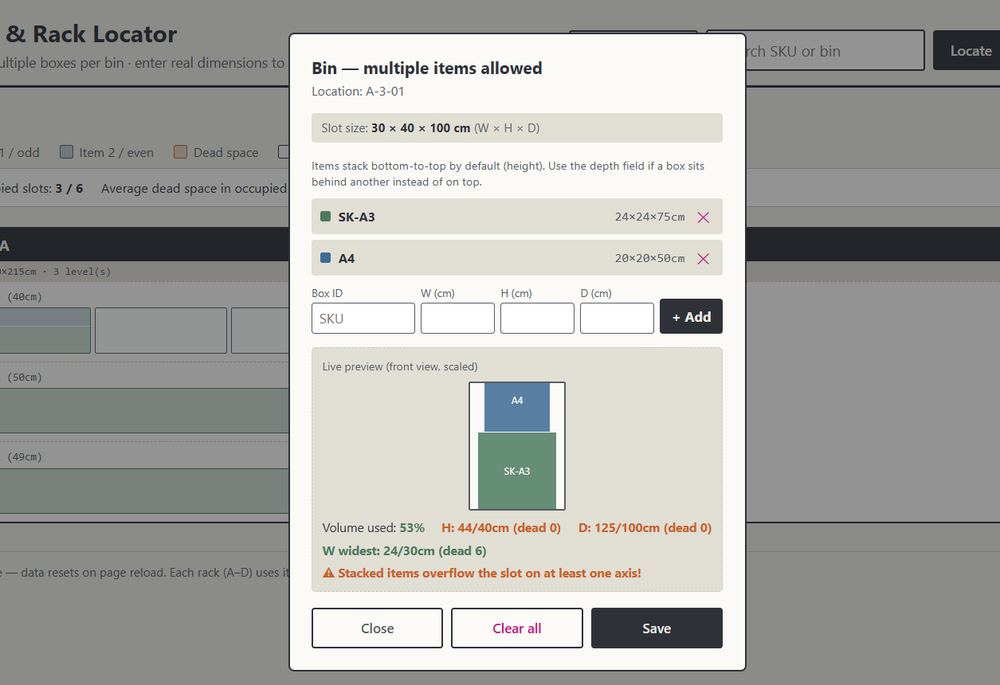 & Rack Locator
ultiple boxes per bin · enter real dimensions to
rch SKU or bin
Locate
1 / odd
Item 2 / even
Dead space
ied slots: 3 / 6 Average dead space in occupied
A
×215cm · 3 level(s)
(40cm)
(50cm)
(49cm)
— data resets on page reload. Each rack (A–D) uses it
Bin — multiple items allowed
Location: A-3-01
Slot size: 30 × 40 × 100 cm (W × H × D)
Items stack bottom-to-top by default (height). Use the depth field if a box sits
behind another instead of on top.
SK-A3 24×24×75cm
A4 20×20×50cm
Box ID W (cm) H (cm) D (cm)
SKU
+ Add
Live preview (front view, scaled)
A4
SK-A3
Volume used: 53% H: 44/40cm (dead 0) D: 125/100cm (dead 0)
W widest: 24/30cm (dead 6)
⚠ Stacked items overflow the slot on at least one axis!
Close Clear all Save